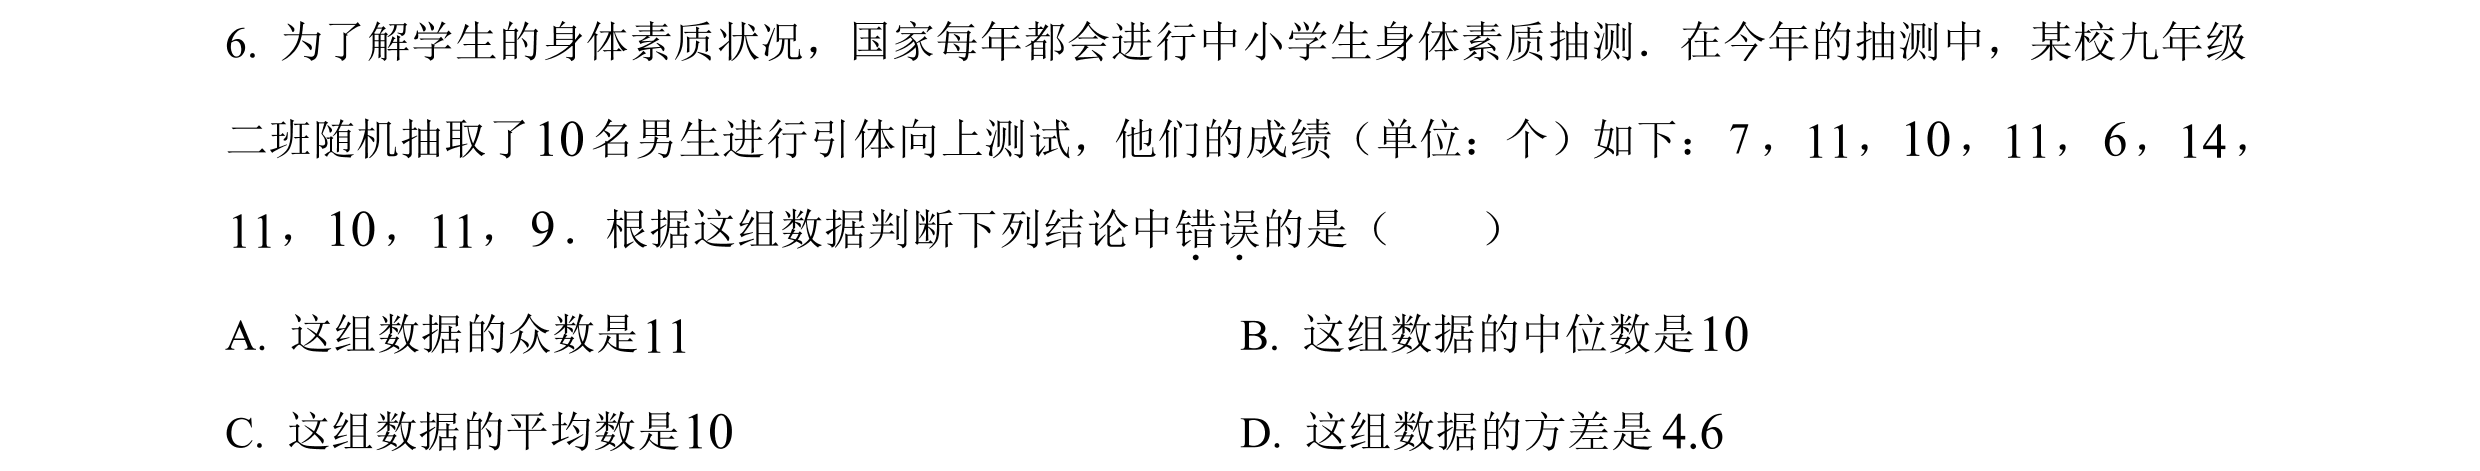 6. 为了解学生的身体素质状况，国家每年都会进行中小学生身体素质抽测．在今年的抽测中，某校九年级
二班随机抽取了10名男生进行引体向上测试，他们的成绩（单位：个）如下：7，11，10，11，6，14，
11，10，11，9．根据这组数据判断下列结论中错误的是（　　）
A. 这组数据的众数是11　　B. 这组数据的中位数是10
C. 这组数据的平均数是10　　D. 这组数据的方差是4.6